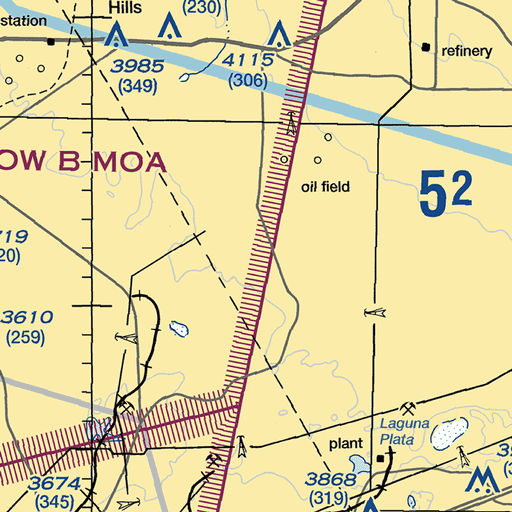 Hills
(230)
station
3985
(349)
4115
(306)
refinery
OW B MOA
oil field
52
719
20)
3610
(259)
Laguna
Plata
plant
3674
(345)
3868
(319)